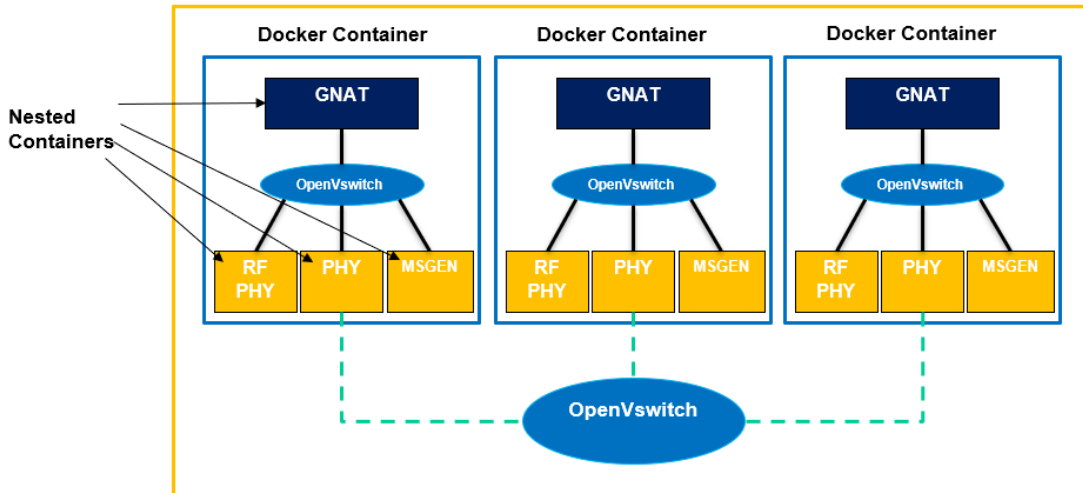 Docker Container
Docker Container
Docker Container
GNAT
GNAT
GNAT
Nested
Containers
OpenVswitch
OpenVswitch
OpenVswitch
RF
PHY
PHY
MSGEN
RF
PHY
PHY
MSGEN
RF
PHY
PHY
MSGEN
OpenVswitch